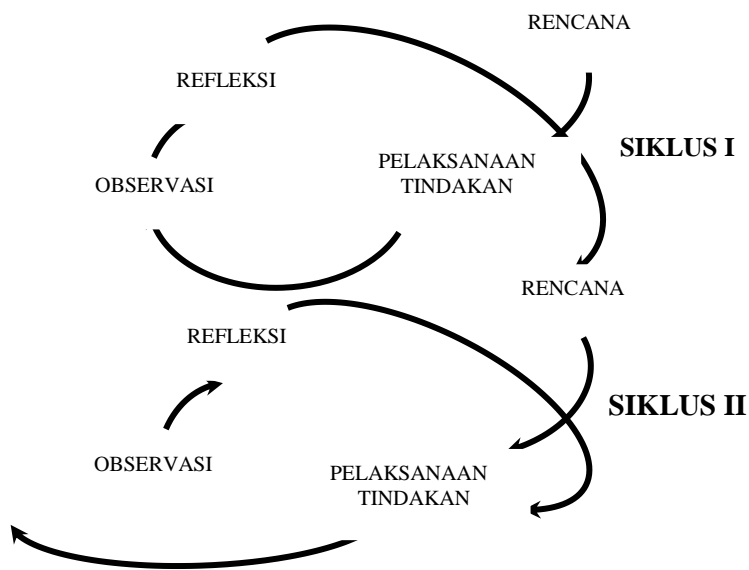 RENCANA
REFLEKSI
SIKLUS I
PELAKSANAAN
TINDAKAN
OBSERVASI
RENCANA
REFLEKSI
SIKLUS II
OBSERVASI
PELAKSANAAN
TINDAKAN